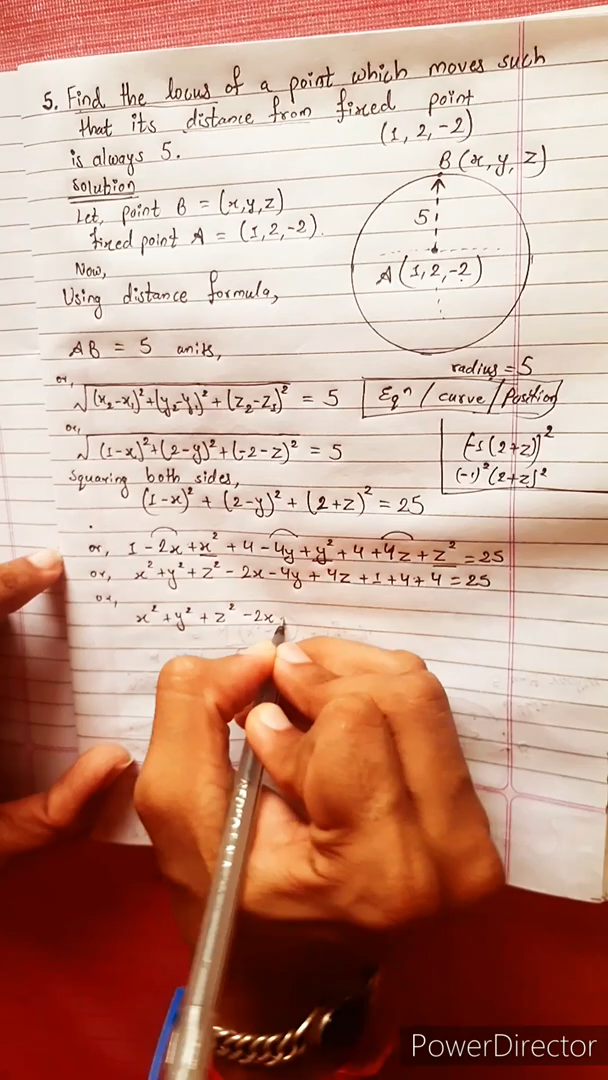 5. Find the locus of a point which moves such
that its distance from fixed point
(1, 2, -2)
is always 5.
Solution
Let, point B = (x, y, z)
fixed point A = (1, 2, -2).
Now,
Using distance formula,
B (x, y, z)
5
A (1, 2, -2)
radius = 5
AB = 5 units,
or, √(x₂-x₁)²+(y₂-y₁)²+(z₂-z₁)² = 5
Eqⁿ / curve / Position
or, √(1-x)²+(2-y)²+(-2-z)² = 5
{-1(2+z)}²
(-1)²(2+z)²
Squaring both sides,
(1-x)² + (2-y)² + (2+z)² = 25
or, 1 - 2x + x² + 4 - 4y + y² + 4 + 4z + z² = 25
or, x² + y² + z² - 2x - 4y + 4z + 1 + 4 + 4 = 25
or,
x² + y² + z² - 2x
PowerDirector